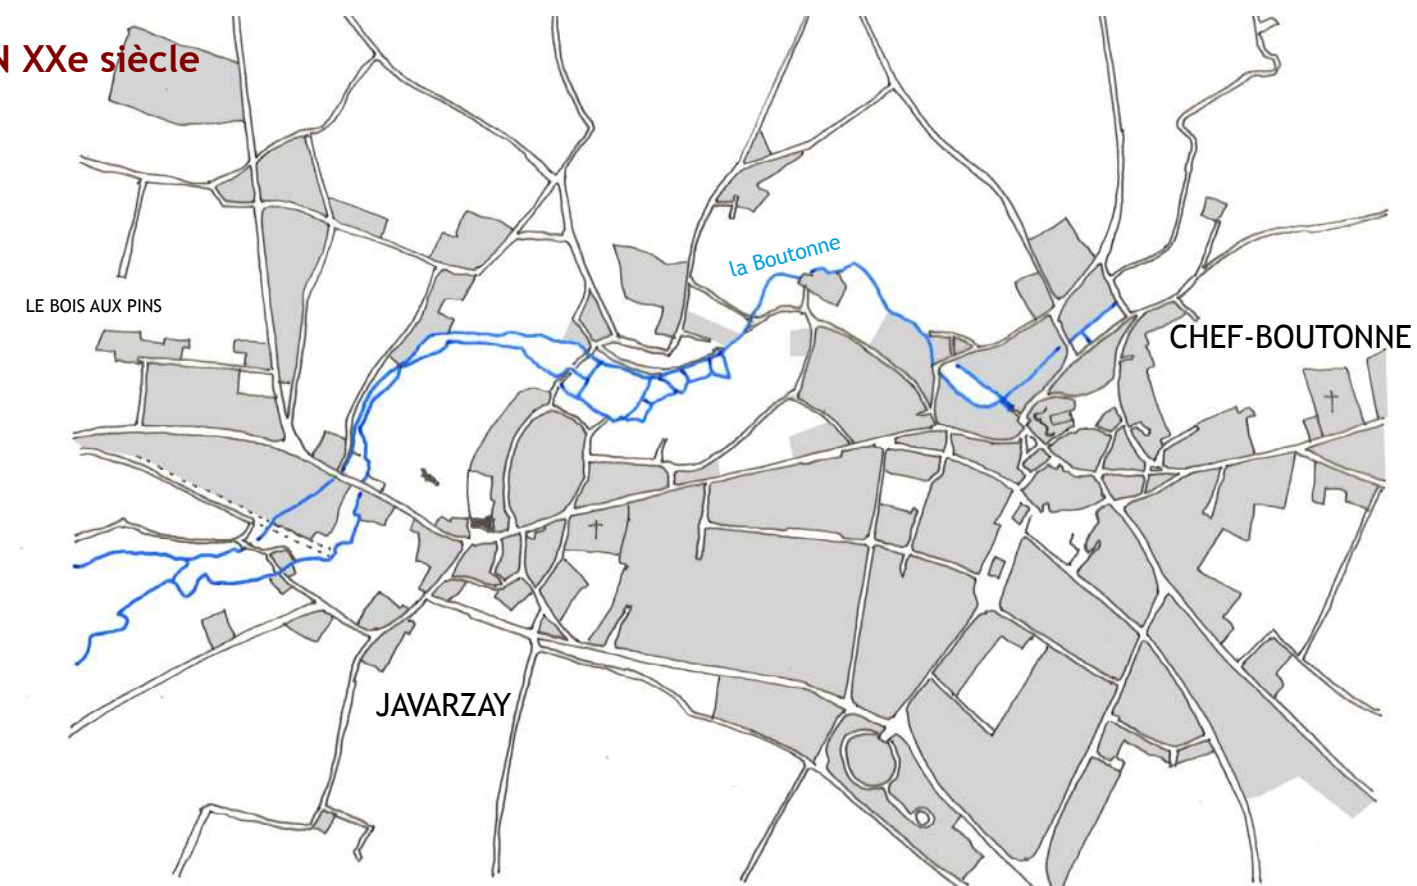 N XXe siècle
la Boutonne
LE BOIS AUX PINS
CHEF-BOUTONNE
JAVARZAY